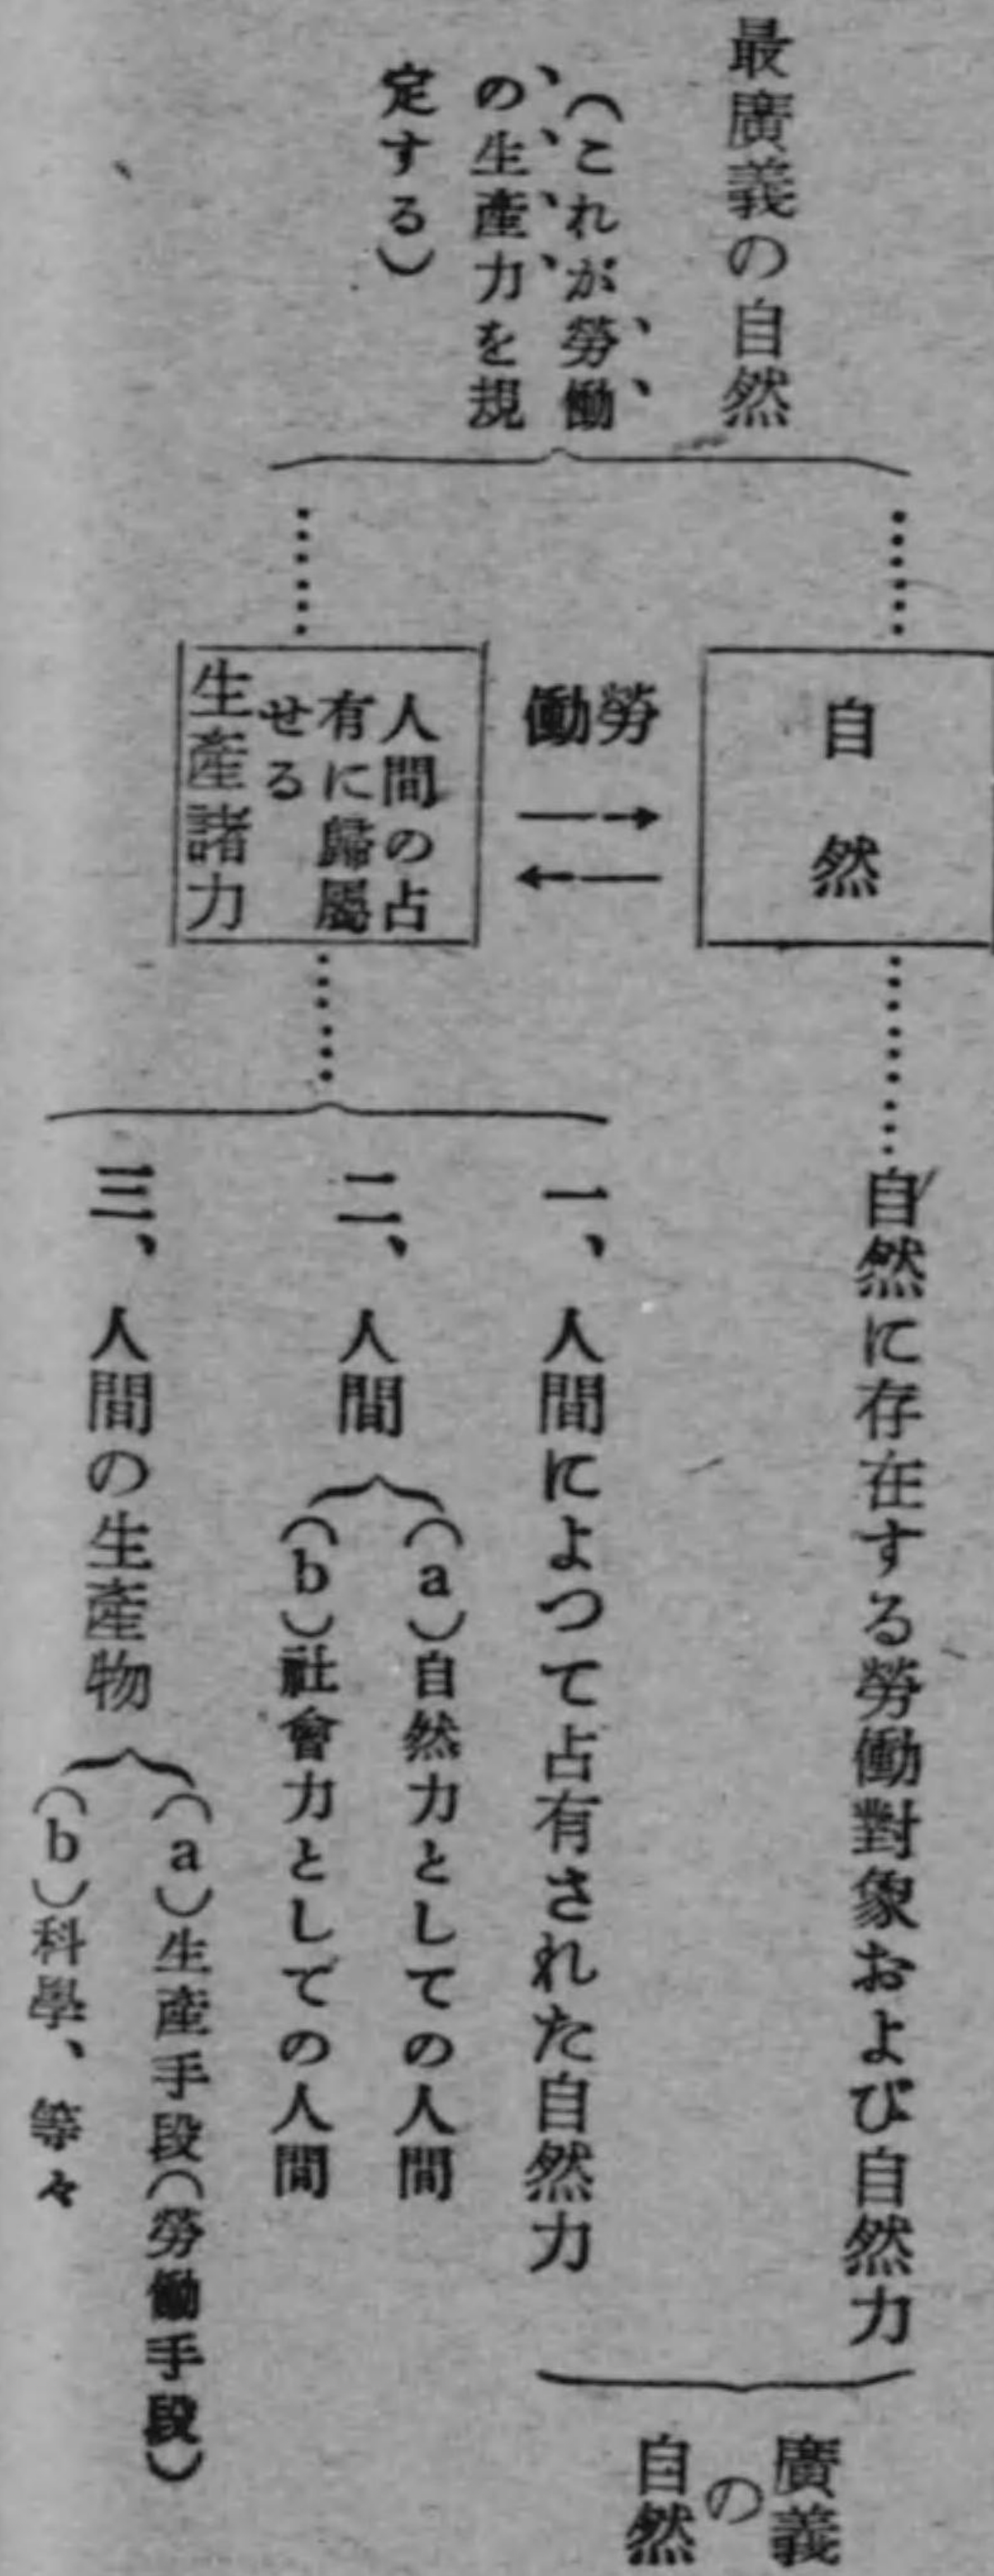 最廣義の自然
（これが勞働
の生產力を規
定する）
自然
勞
働
人間の占
有に歸屬
せる
生產諸力
自然に存在する勞働對象および自然力
一、人間によつて占有された自然力
二、人間
（a）自然力としての人間
（b）社會力としての人間
三、人間の生產物
（a）生產手段（勞働手段）
（b）科學、等々
廣義
の
自然